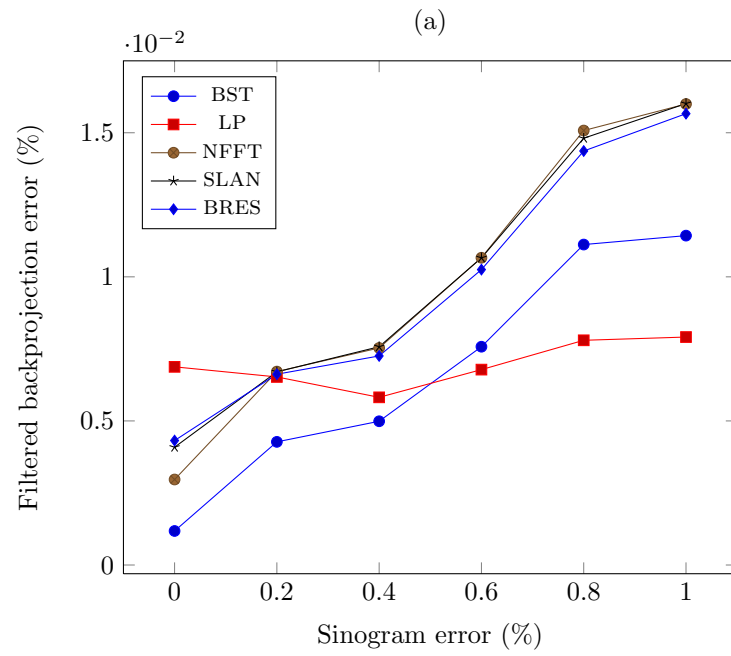 (a)
·10⁻²
BST
LP
NFFT
SLAN
BRES
Filtered backprojection error (%)
1.5
1
0.5
0
0 0.2 0.4 0.6 0.8 1
Sinogram error (%)